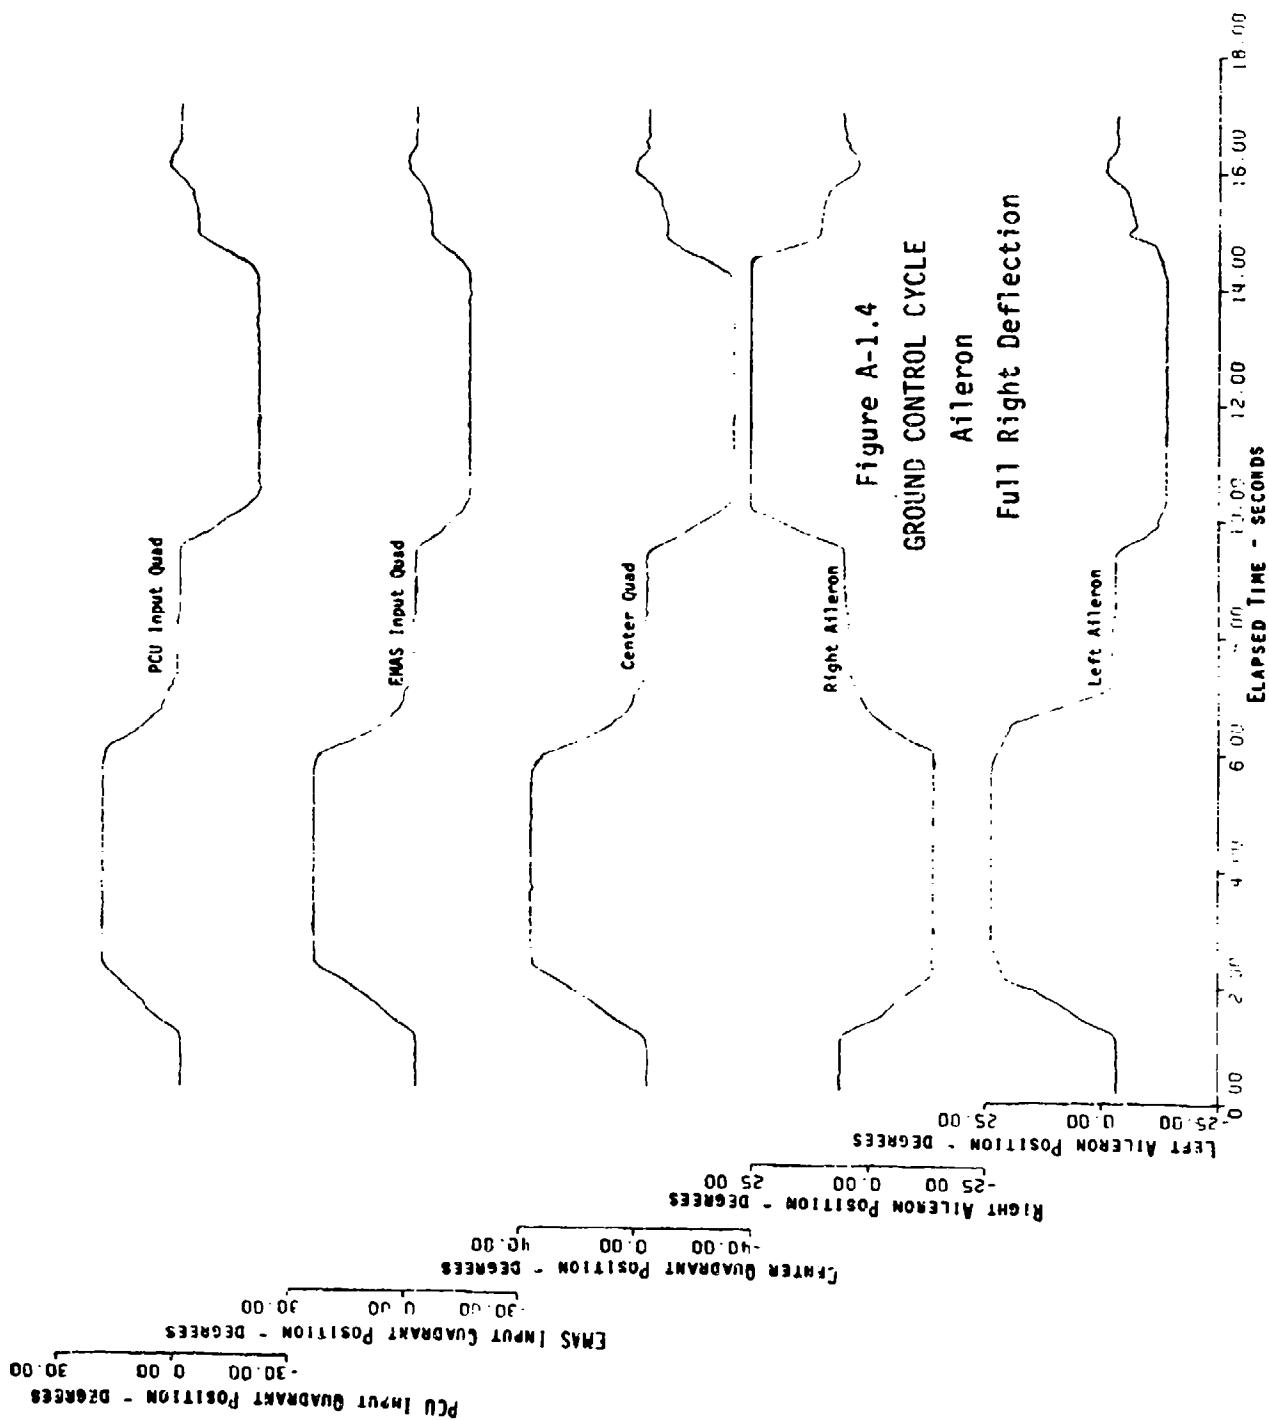 PCU Input Quad
EMAS Input Quad
Center Quad
Right Aileron
Left Aileron
Figure A-1.4
GROUND CONTROL CYCLE
Aileron
Full Right Deflection
PCU INPUT QUADRANT POSITION - DEGREES
-30.00 0.00 30.00
EMAS INPUT QUADRANT POSITION - DEGREES
-30.00 0.00 30.00
CENTER QUADRANT POSITION - DEGREES
-40.00 0.00 40.00
RIGHT AILERON POSITION - DEGREES
-25 00 0.00 25 00
LEFT AILERON POSITION - DEGREES
-25.00 0.00 25.00
0 00 2 00 4 00 6 00 10.00 12.00 14.00 16.00 18.00
ELAPSED TIME - SECONDS